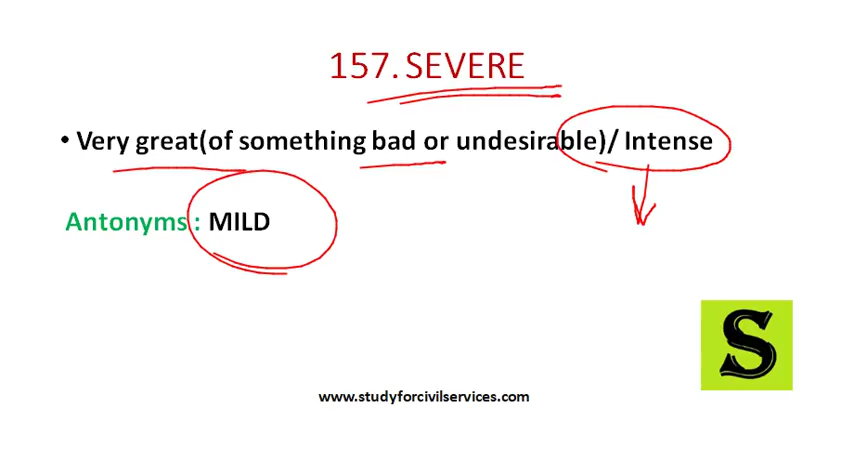 157. SEVERE
• Very great(of something bad or undesirable)/ Intense
Antonyms : MILD
S
www.studyforcivilservices.com